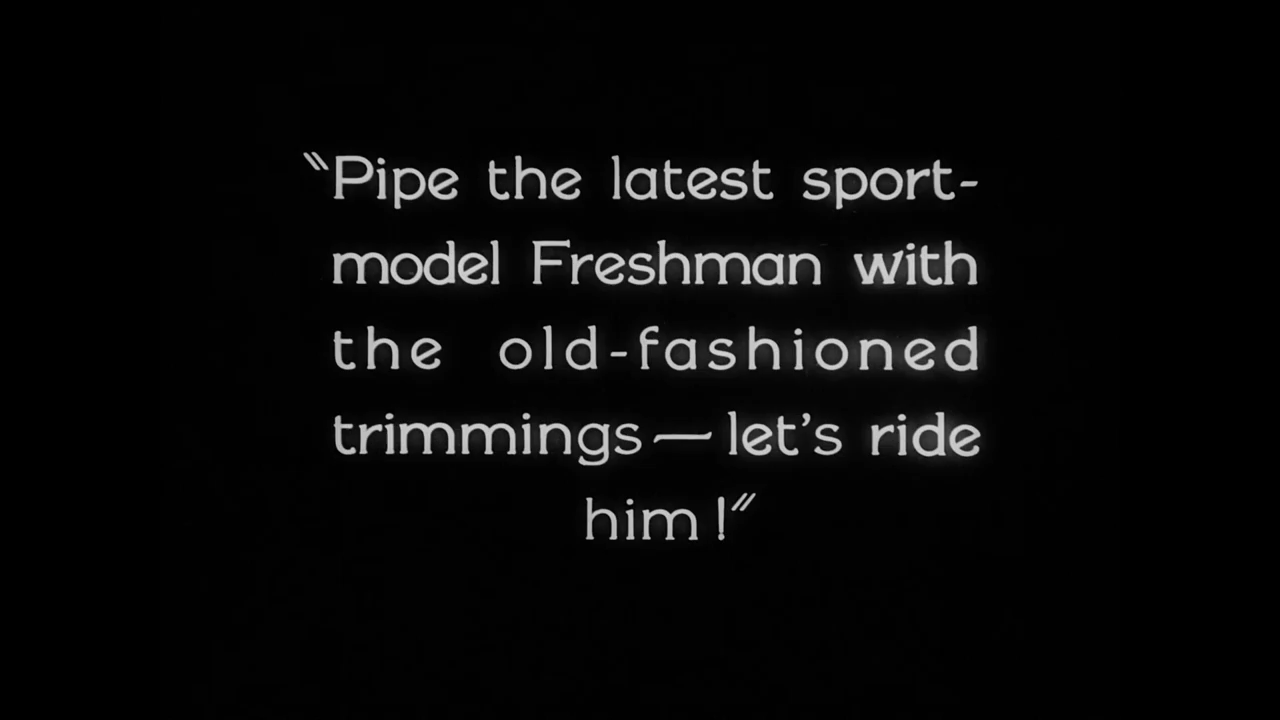 "Pipe the latest sport-
model Freshman with
the old-fashioned
trimmings—let's ride
him!"